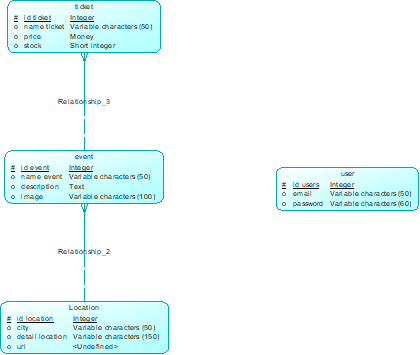 ticket
# id ticket Integer
o name ticket Variable characters (50)
o price Money
o stock Short integer
Relationship_3
event
# id event Integer
o name event Variable characters (50)
o description Text
o image Variable characters (100)
user
# id users Integer
o email Variable characters (50)
o password Variable characters (60)
Relationship_2
Location
# id location Integer
o city Variable characters (50)
o detail location Variable characters (150)
o url <Undefined>